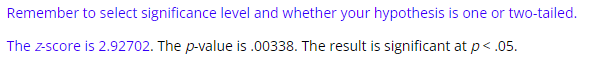 Remember to select significance level and whether your hypothesis is one or two-tailed.
The z-score is 2.92702. The p-value is .00338. The result is significant at p < .05.